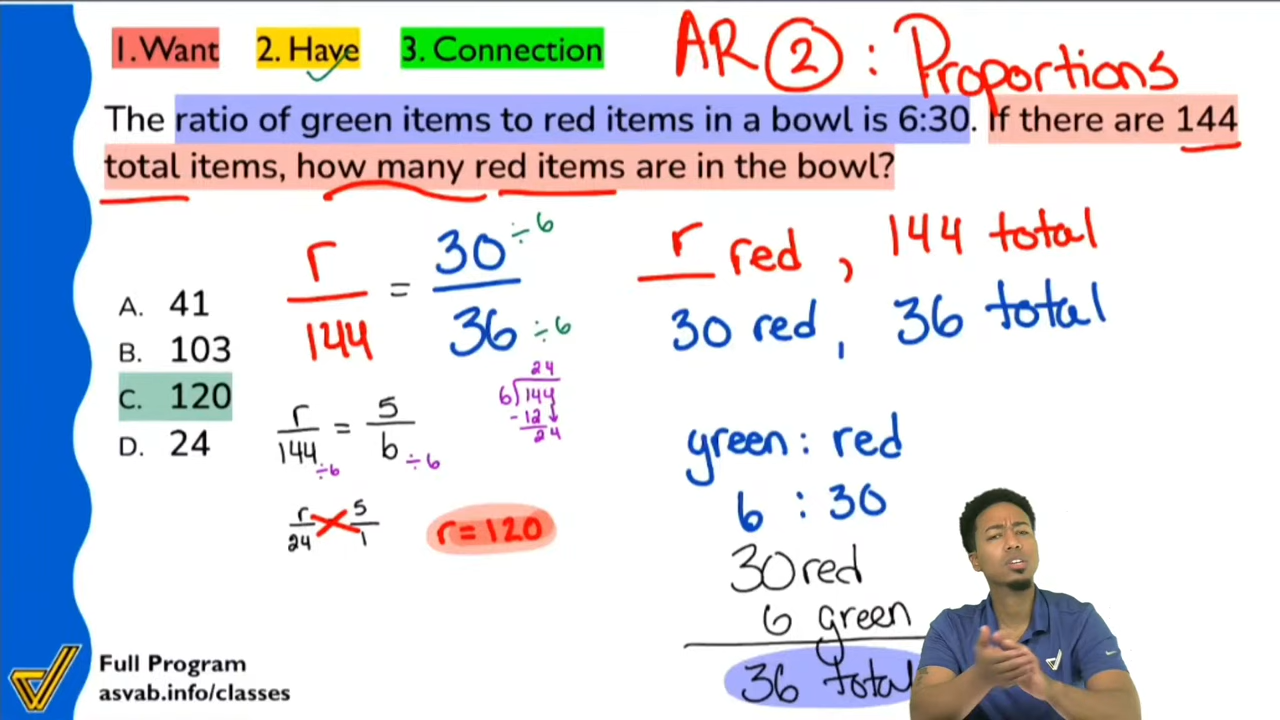 1. Want 2. Have 3. Connection
AR 2 : Proportions
The ratio of green items to red items in a bowl is 6:30. If there are 144
total items, how many red items are in the bowl?
r/144 = 30/36 ÷6 ÷6
r red, 144 total
30 red, 36 total
A. 41
B. 103
C. 120
D. 24
r/144 = 5/6 ÷6 ÷6
24
6)144
-12
24
r/24 5/1
r=120
green: red
6 : 30
30 red
6 green
36 total
Full Program
asvab.info/classes